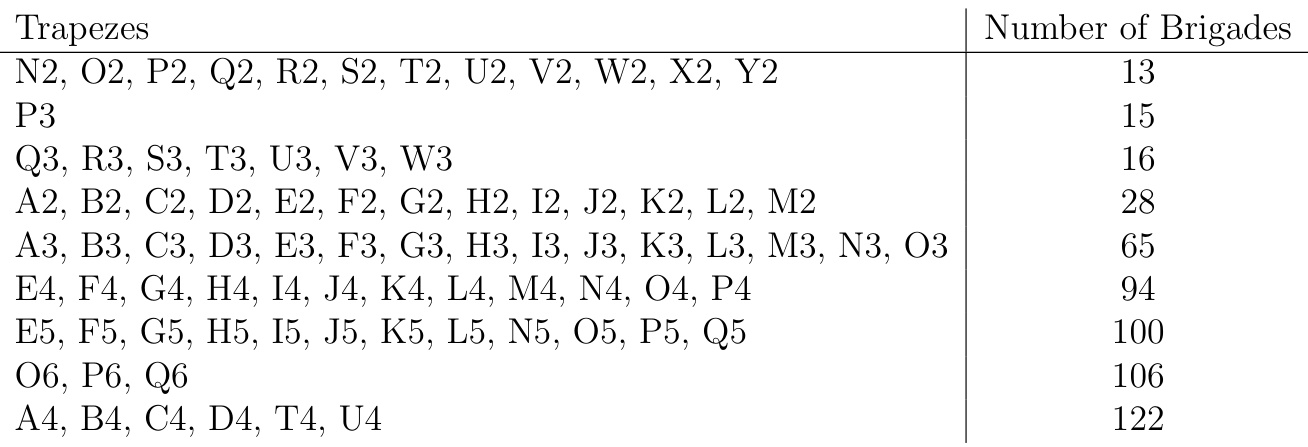 Trapezes Number of Brigades
N2, O2, P2, Q2, R2, S2, T2, U2, V2, W2, X2, Y2 13
P3 15
Q3, R3, S3, T3, U3, V3, W3 16
A2, B2, C2, D2, E2, F2, G2, H2, I2, J2, K2, L2, M2 28
A3, B3, C3, D3, E3, F3, G3, H3, I3, J3, K3, L3, M3, N3, O3 65
E4, F4, G4, H4, I4, J4, K4, L4, M4, N4, O4, P4 94
E5, F5, G5, H5, I5, J5, K5, L5, N5, O5, P5, Q5 100
O6, P6, Q6 106
A4, B4, C4, D4, T4, U4 122